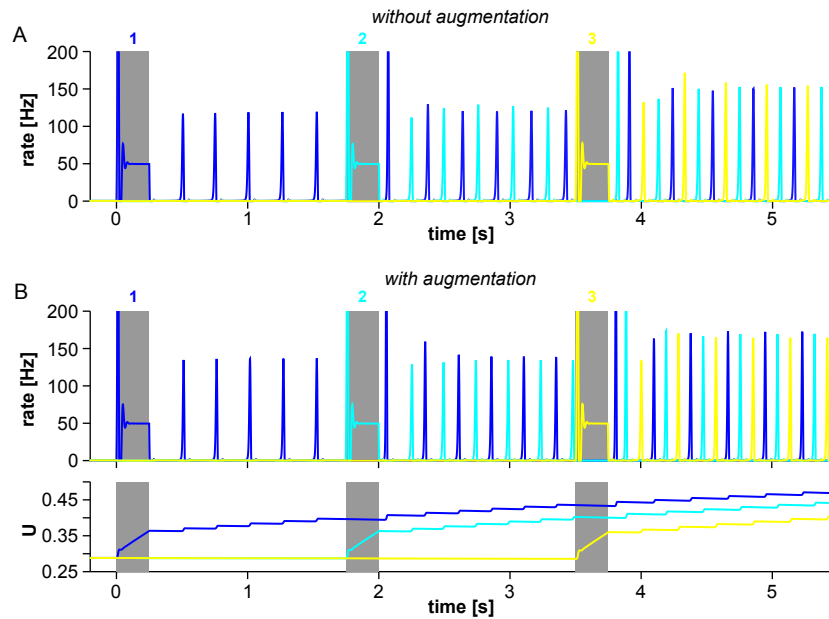 without augmentation
A
1 2 3
200
150
100
50
0
rate [Hz]
0 1 2 3 4 5
time [s]
with augmentation
B
1 2 3
200
150
100
50
0
rate [Hz]
0.45
0.35
0.25
U
0 1 2 3 4 5
time [s]